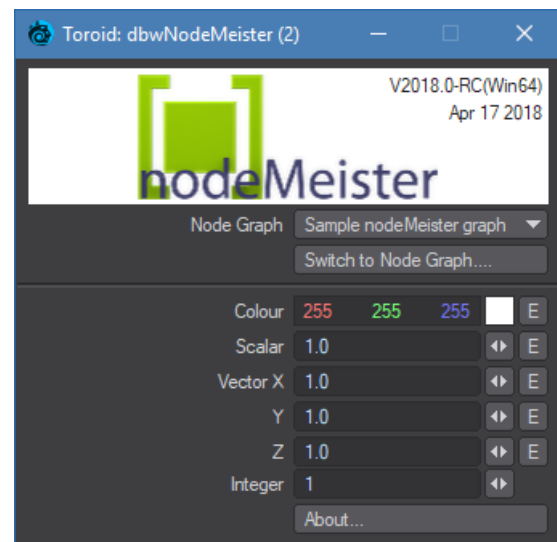 Toroid: dbwNodeMeister (2)
V2018.0-RC(Win64)
Apr 17 2018
nodeMeister
Node Graph Sample nodeMeister graph
Switch to Node Graph....
Colour 255 255 255 E
Scalar 1.0 E
Vector X 1.0 E
Y 1.0 E
Z 1.0 E
Integer 1
About...